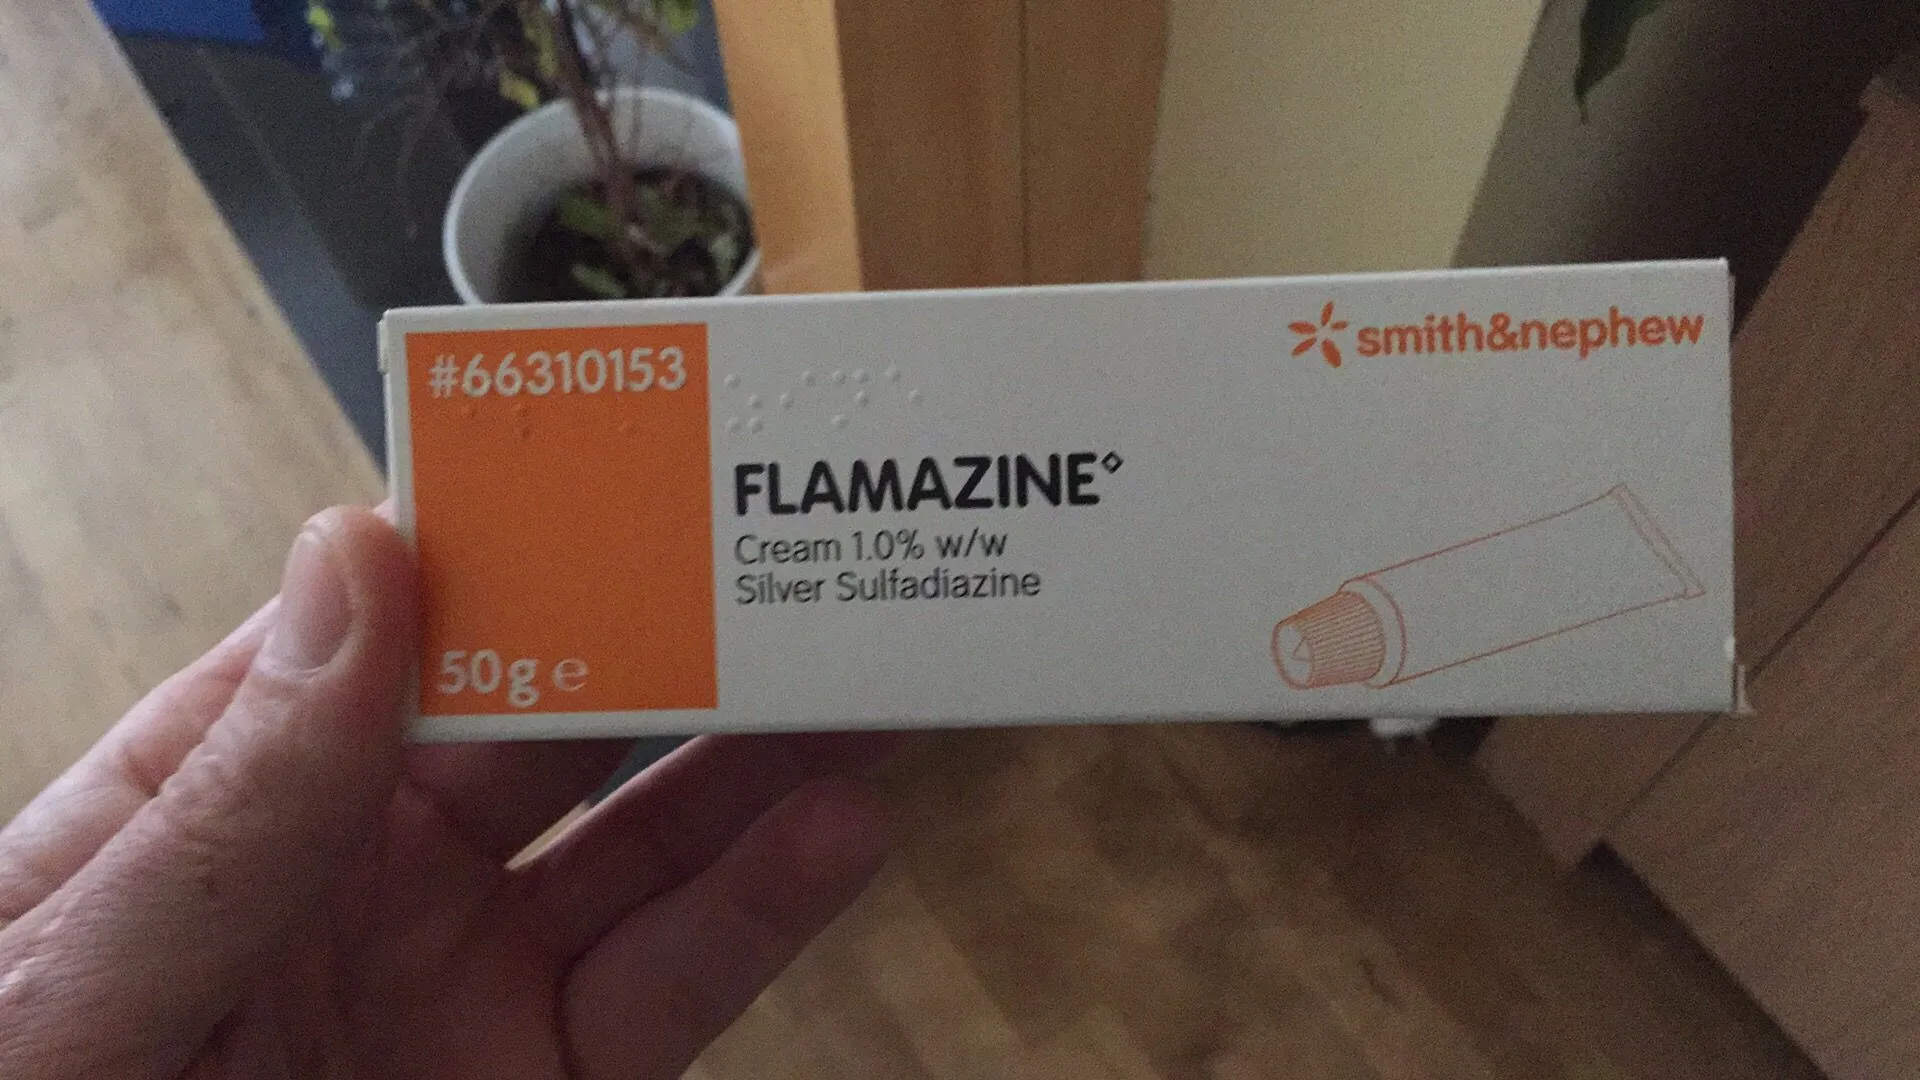 #66310153
smith&nephew
FLAMAZINE◊
Cream 1.0% w/w
Silver Sulfadiazine
50g e